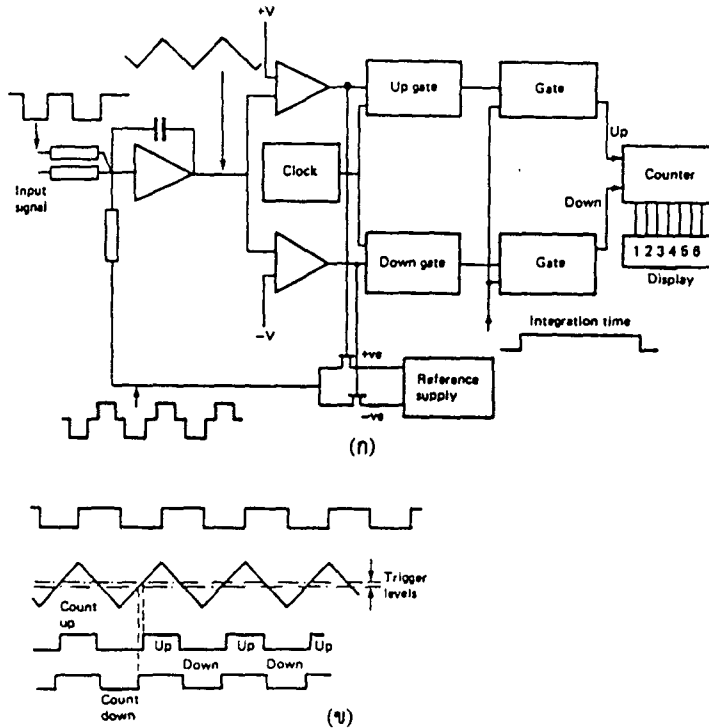 +V
Up gate
Gate
Up
Input
signal
Clock
Counter
Down
Down gate
Gate
1 2 3 4 5 6
Display
-V
Integration time
+ve
Reference
supply
-ve
(ก)
Trigger
levels
Count
up
Up
Up
Up
Down
Down
Count
down
(ข)